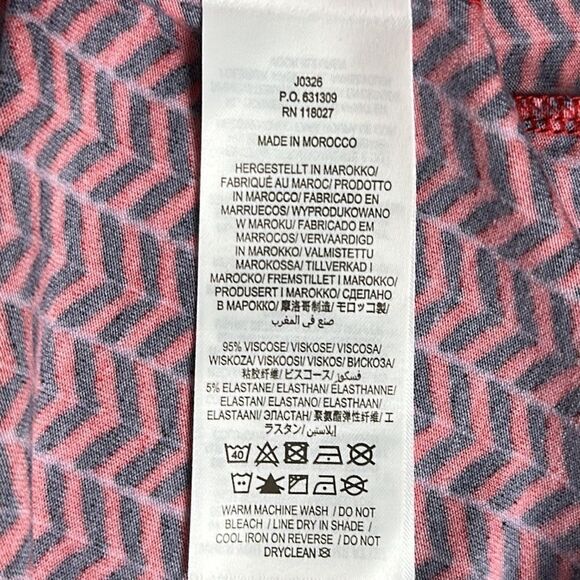 J0326
P.O. 631309
RN 118027
MADE IN MOROCCO
HERGESTELLT IN MAROKKO/
FABRIQUÉ AU MAROC/ PRODOTTO
IN MAROCCO/ FABRICADO EN
MARRUECOS/ WYPRODUKOWANO
W MAROKU/ FABRICADO EM
MARROCOS/ VERVAARDIGD
IN MAROKKO/ VALMISTETTU
MAROKOSSA/ TILLVERKAD I
MAROCKO/ FREMSTILLET I MAROKKO/
PRODUSERT I MAROKKO/ СДЕЛАНО
В МАРОККО/ 摩洛哥制造/ モロッコ製/
صنع في المغرب
95% VISCOSE/ VISKOSE/ VISCOSA/
WISKOZA/ VISKOOSI/ VISKOS/ ВИСКОЗА/
粘胶纤维/ ビスコース/ فسكوز
5% ELASTANE/ ELASTHAN/ ÉLASTHANNE/
ELASTAN/ ELASTANO/ ELASTAAN/
ELASTAANI/ ЭЛАСТАН/ 聚氨酯弹性纤维/ エ
ラスタン/ إيلاستين
40
WARM MACHINE WASH / DO NOT
BLEACH / LINE DRY IN SHADE /
COOL IRON ON REVERSE / DO NOT
DRYCLEAN